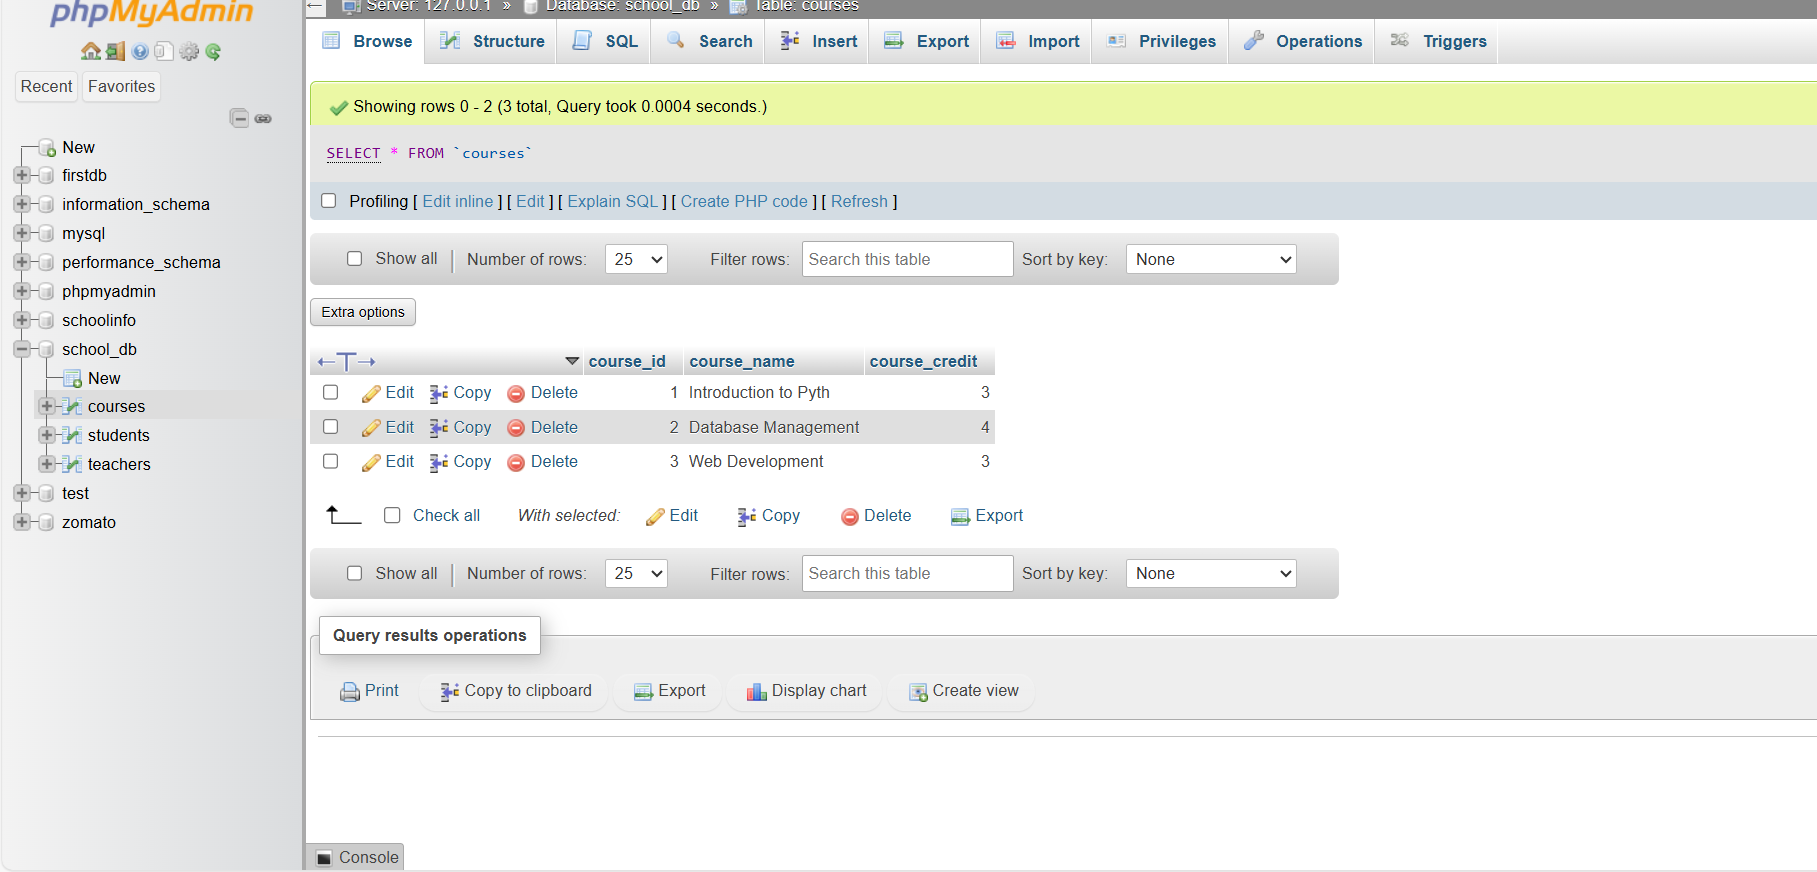 phpMyAdmin
Recent Favorites
New
firstdb
information_schema
mysql
performance_schema
phpmyadmin
schoolinfo
school_db
New
courses
students
teachers
test
zomato
Server: 127.0.0.1 » Database: school_db » Table: courses
Browse Structure SQL Search Insert Export Import Privileges Operations Triggers
Showing rows 0 - 2 (3 total, Query took 0.0004 seconds.)
SELECT * FROM `courses`
Profiling [ Edit inline ] [ Edit ] [ Explain SQL ] [ Create PHP code ] [ Refresh ]
Show all Number of rows: 25 Filter rows: Search this table Sort by key: None
Extra options
←T→ course_id course_name course_credit
Edit Copy Delete 1 Introduction to Pyth 3
Edit Copy Delete 2 Database Management 4
Edit Copy Delete 3 Web Development 3
Check all With selected: Edit Copy Delete Export
Show all Number of rows: 25 Filter rows: Search this table Sort by key: None
Query results operations
Print Copy to clipboard Export Display chart Create view
Console